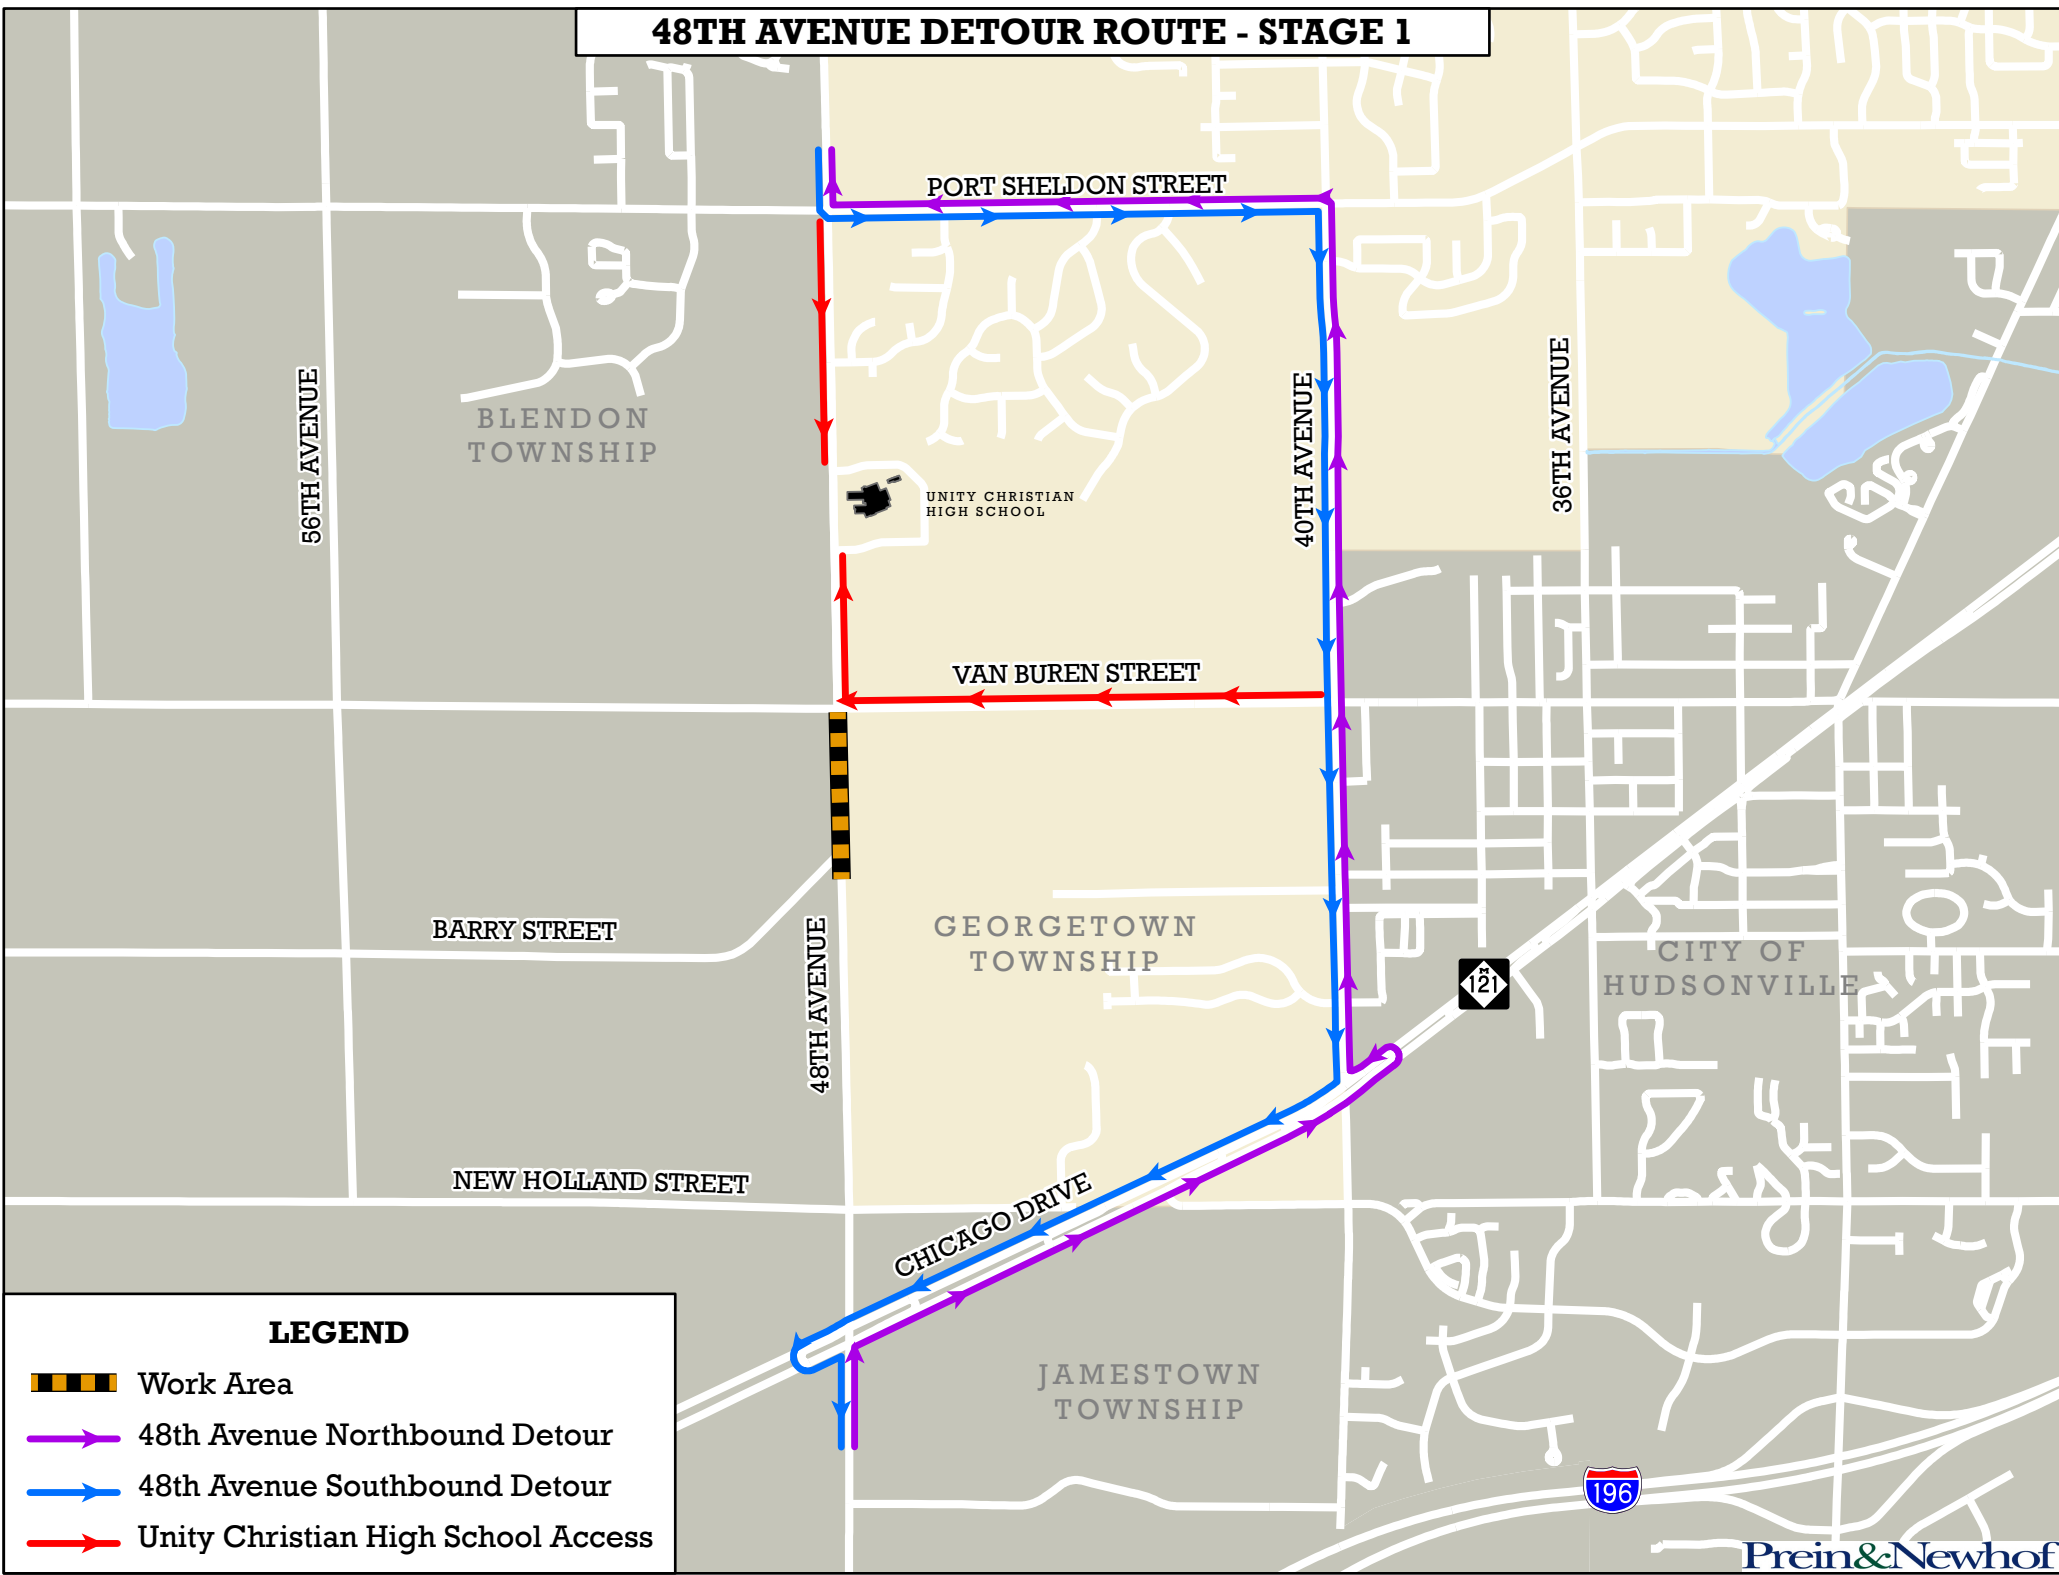 48TH AVENUE DETOUR ROUTE - STAGE 1
PORT SHELDON STREET
56TH AVENUE
BLENDON
TOWNSHIP
UNITY CHRISTIAN
HIGH SCHOOL
40TH AVENUE
36TH AVENUE
VAN BUREN STREET
BARRY STREET
48TH AVENUE
GEORGETOWN
TOWNSHIP
M
121
CITY OF
HUDSONVILLE
NEW HOLLAND STREET
CHICAGO DRIVE
JAMESTOWN
TOWNSHIP
196
LEGEND
Work Area
48th Avenue Northbound Detour
48th Avenue Southbound Detour
Unity Christian High School Access
Prein&Newhof